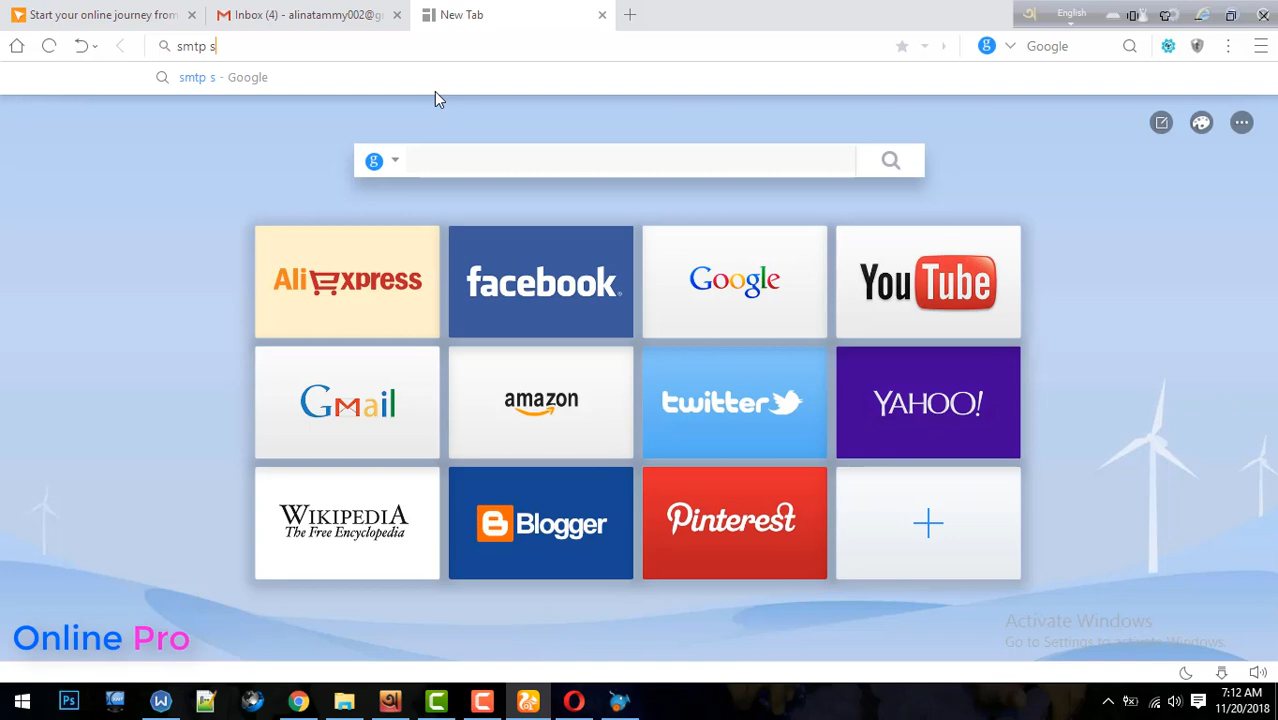 Start your online journey from
Inbox (4) - alinatammy002@g
New Tab
English
smtp s
Google
smtp s - Google
g
AliExpress
facebook
Google
YouTube
Gmail
amazon
twitter
YAHOO!
WIKIPEDIA
The Free Encyclopedia
Blogger
Pinterest
Activate Windows
Go to Settings to activate Windows.
Online Pro
7:12 AM
11/20/2018